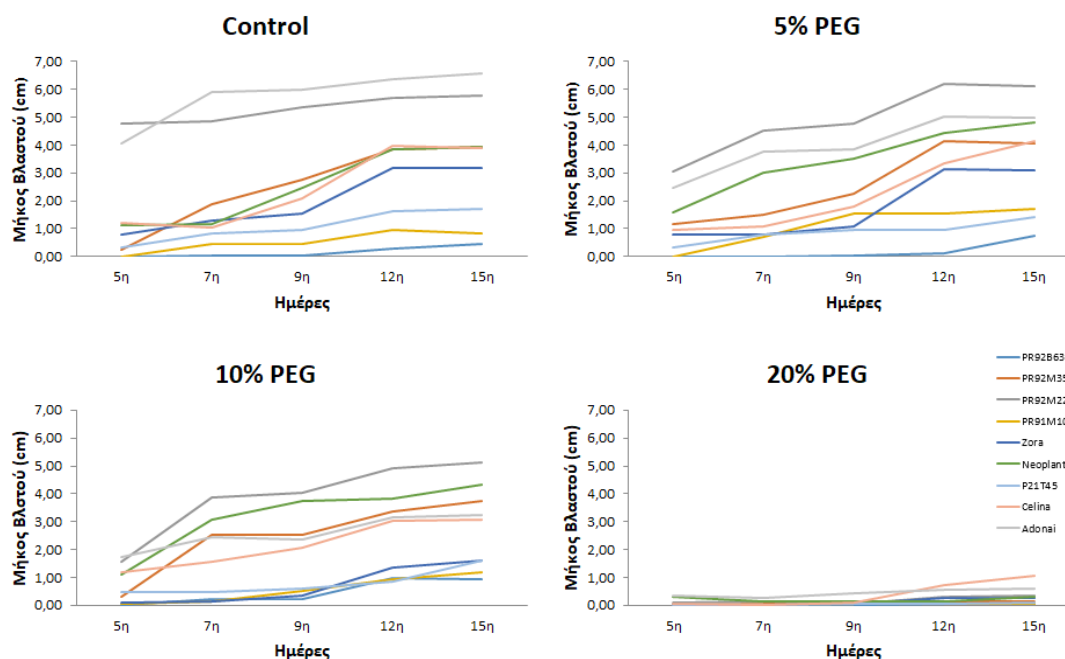 Control
Μήκος Βλαστού (cm)
7,00
6,00
5,00
4,00
3,00
2,00
1,00
0,00
5η 7η 9η 12η 15η
Ημέρες
5% PEG
Μήκος Βλαστού (cm)
7,00
6,00
5,00
4,00
3,00
2,00
1,00
0,00
5η 7η 9η 12η 15η
Ημέρες
10% PEG
Μήκος Βλαστού (cm)
7,00
6,00
5,00
4,00
3,00
2,00
1,00
0,00
5η 7η 9η 12η 15η
Ημέρες
20% PEG
Μήκος Βλαστού (cm)
7,00
6,00
5,00
4,00
3,00
2,00
1,00
0,00
5η 7η 9η 12η 15η
Ημέρες
PR92B63
PR92M35
PR92M22
PR91M10
Zora
Neoplant
P21T45
Celina
Adonai